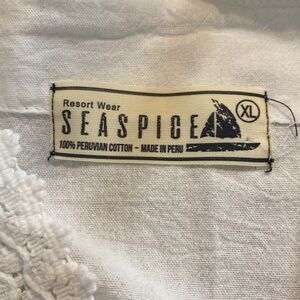 Resort Wear
SEASPICE
XL
100% PERUVIAN COTTON - MADE IN PERU